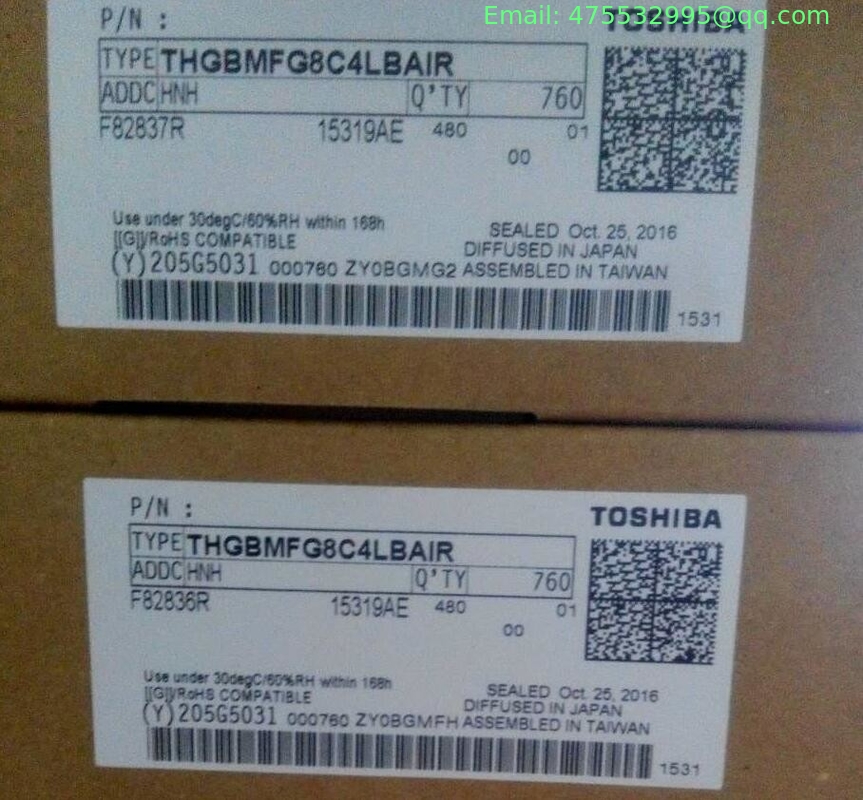 Email: 475532995@qq.com
P/N :
TOSHIBA
TYPE THGBMFG8C4LBAIR
ADDC HNH Q'TY 760
F82837R 15319AE 480 01
00
Use under 30degC/60%RH within 168h
SEALED Oct. 25, 2016
[[G]]/RoHS COMPATIBLE
DIFFUSED IN JAPAN
(Y)205G5031 000760 ZY0BGMG2 ASSEMBLED IN TAIWAN
1531
P/N :
TOSHIBA
TYPE THGBMFG8C4LBAIR
ADDC HNH Q'TY 760
F82836R 15319AE 480 01
00
Use under 30degC/60%RH within 168h
SEALED Oct. 25, 2016
[[G]]/RoHS COMPATIBLE
DIFFUSED IN JAPAN
(Y)205G5031 000760 ZY0BGMFH ASSEMBLED IN TAIWAN
1531